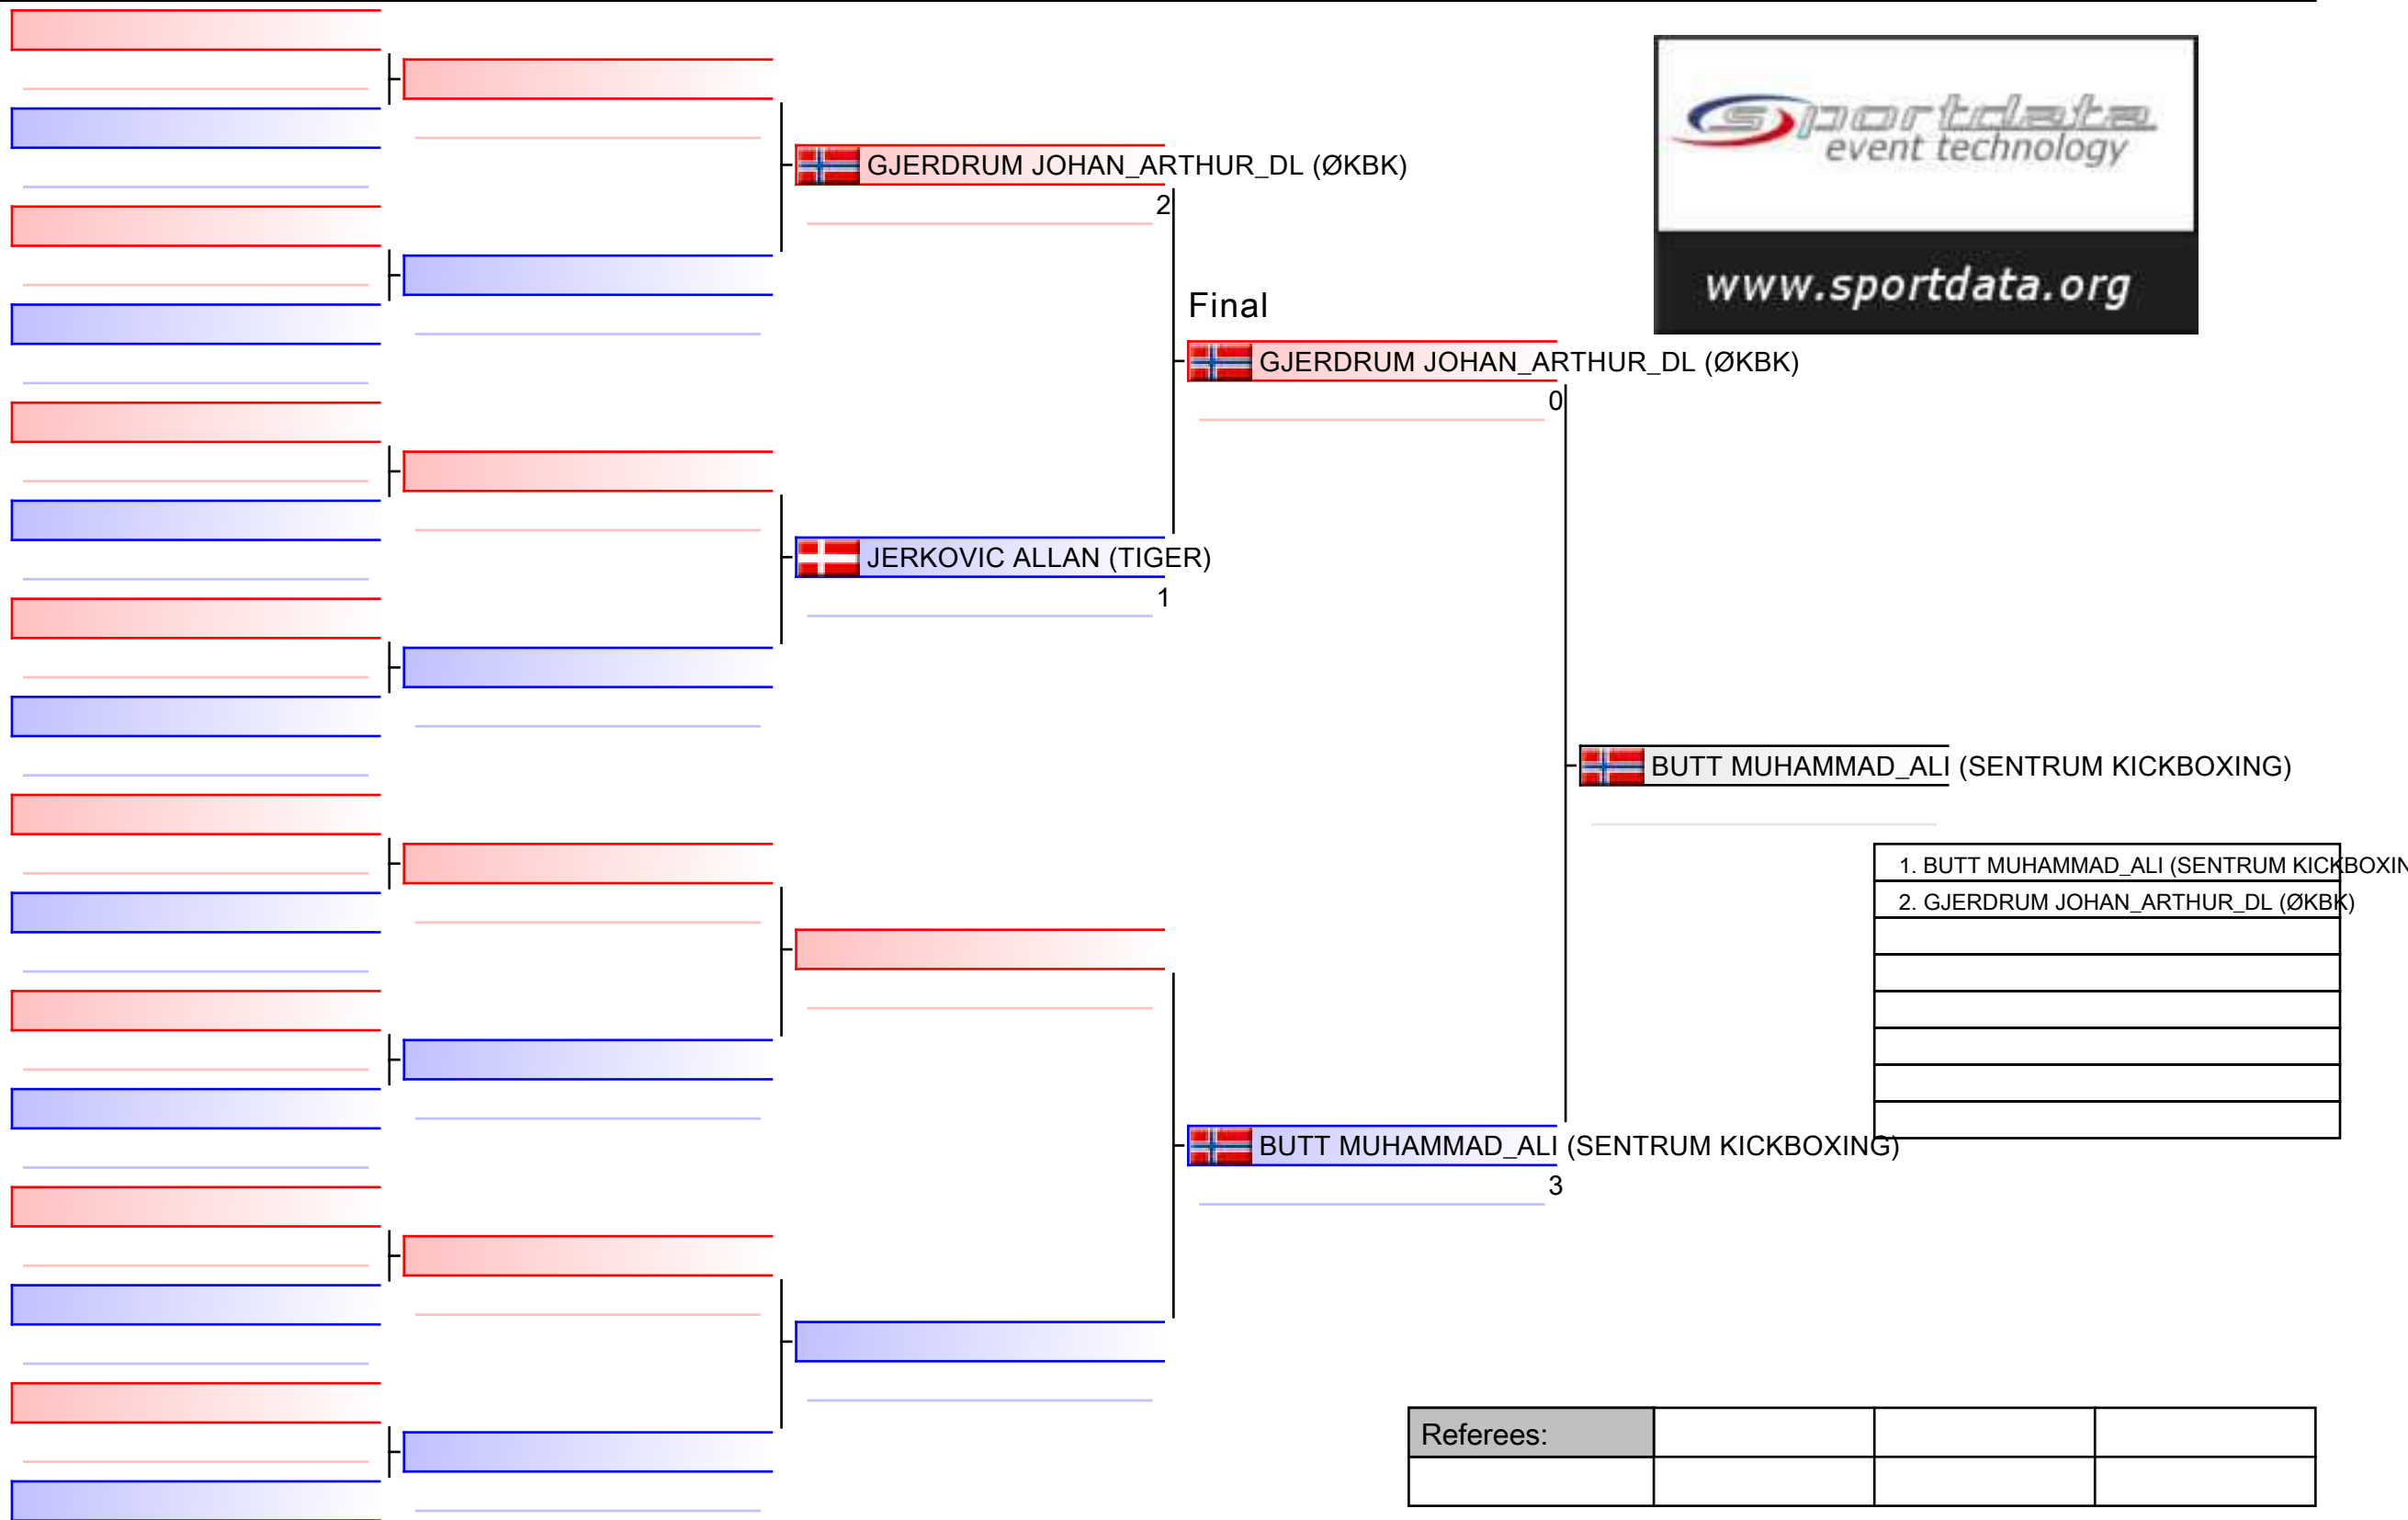 sportdata
event technology
www.sportdata.org
GJERDRUM JOHAN_ARTHUR_DL (ØKBK)
2
Final
GJERDRUM JOHAN_ARTHUR_DL (ØKBK)
0
JERKOVIC ALLAN (TIGER)
1
BUTT MUHAMMAD_ALI (SENTRUM KICKBOXING)
1. BUTT MUHAMMAD_ALI (SENTRUM KICKBOXIN
2. GJERDRUM JOHAN_ARTHUR_DL (ØKBK)
BUTT MUHAMMAD_ALI (SENTRUM KICKBOXING)
3
Referees: